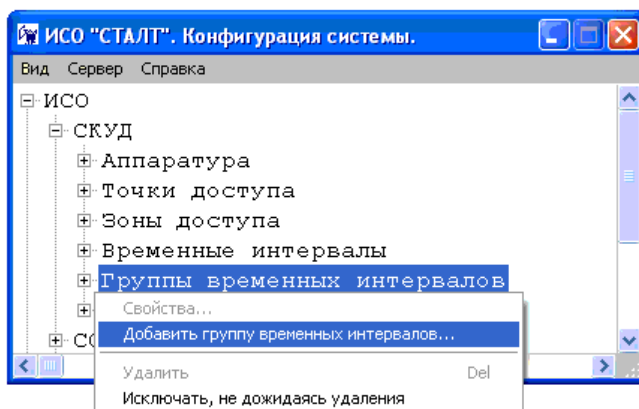 ИСО "СТАЛТ". Конфигурация системы.
Вид Сервер Справка
ИСО
СКУД
Аппаратура
Точки доступа
Зоны доступа
Временные интервалы
Группы временных интервалов
Свойства...
Добавить группу временных интервалов...
Удалить Del
Исключать, не дожидаясь удаления